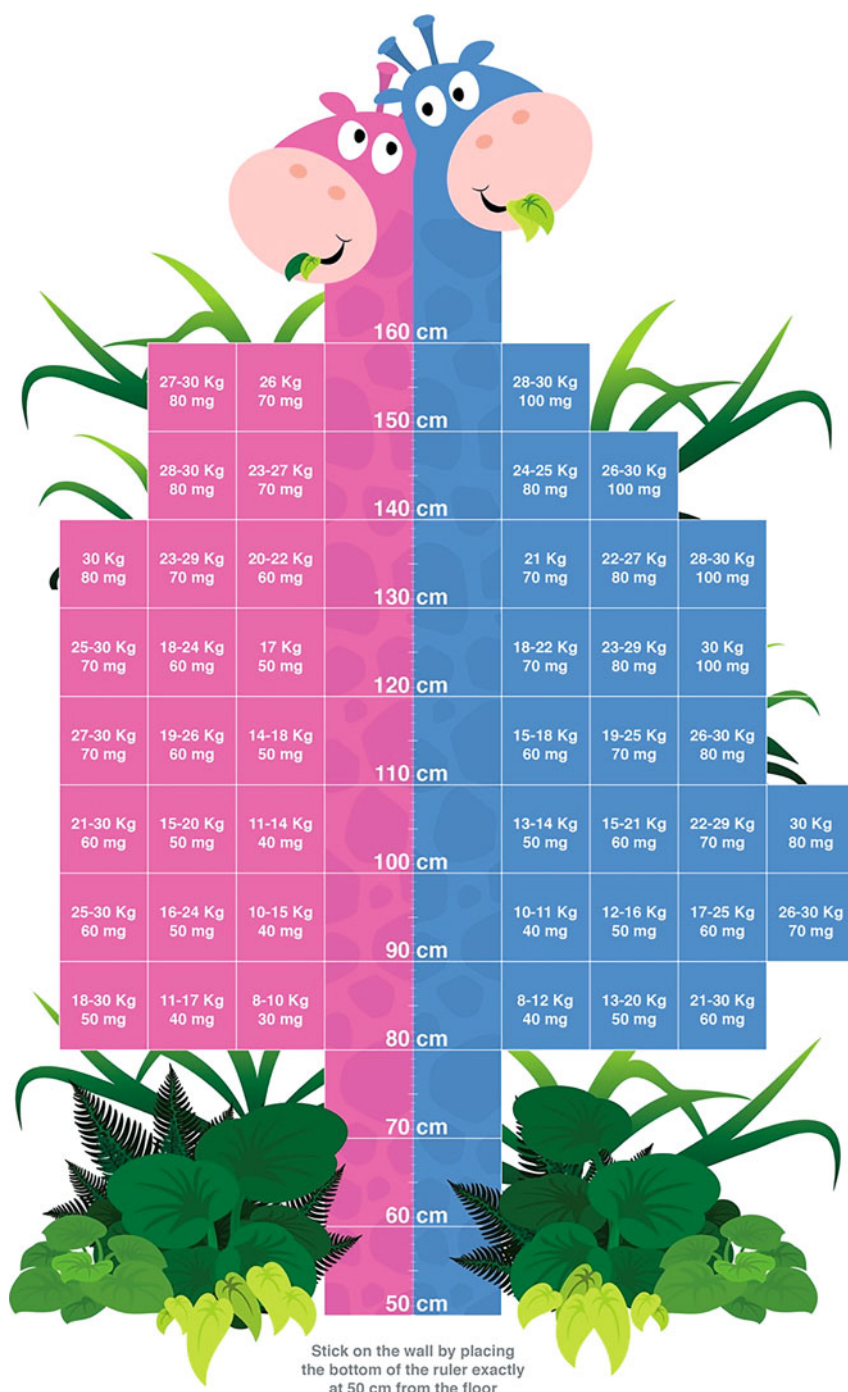 160 cm
27-30 Kg 26 Kg 28-30 Kg
80 mg 70 mg 100 mg
150 cm
28-30 Kg 23-27 Kg 24-25 Kg 26-30 Kg
80 mg 70 mg 80 mg 100 mg
140 cm
30 Kg 23-29 Kg 20-22 Kg 21 Kg 22-27 Kg 28-30 Kg
80 mg 70 mg 60 mg 70 mg 80 mg 100 mg
130 cm
25-30 Kg 18-24 Kg 17 Kg 18-22 Kg 23-29 Kg 30 Kg
70 mg 60 mg 50 mg 70 mg 80 mg 100 mg
120 cm
27-30 Kg 19-26 Kg 14-18 Kg 15-18 Kg 19-25 Kg 26-30 Kg
70 mg 60 mg 50 mg 60 mg 70 mg 80 mg
110 cm
21-30 Kg 15-20 Kg 11-14 Kg 13-14 Kg 15-21 Kg 22-29 Kg 30 Kg
60 mg 50 mg 40 mg 50 mg 60 mg 70 mg 80 mg
100 cm
25-30 Kg 16-24 Kg 10-15 Kg 10-11 Kg 12-16 Kg 17-25 Kg 26-30 Kg
60 mg 50 mg 40 mg 40 mg 50 mg 60 mg 70 mg
90 cm
18-30 Kg 11-17 Kg 8-10 Kg 8-12 Kg 13-20 Kg 21-30 Kg
50 mg 40 mg 30 mg 40 mg 50 mg 60 mg
80 cm
70 cm
60 cm
50 cm
Stick on the wall by placing
the bottom of the ruler exactly
at 50 cm from the floor